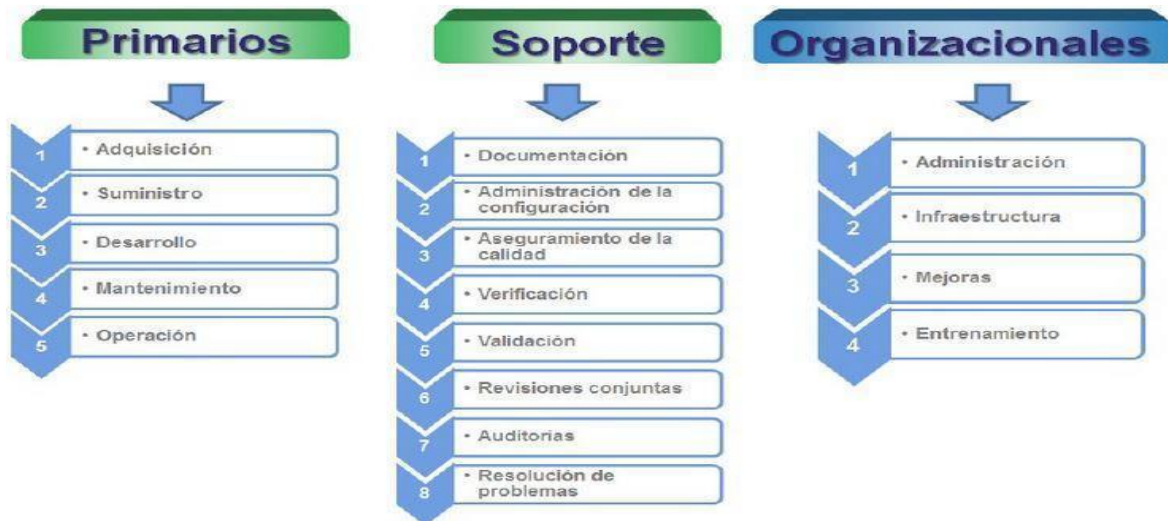 Primarios
1
• Adquisición
2
• Suministro
3
• Desarrollo
4
• Mantenimiento
5
• Operación
Soporte
1
• Documentación
2
• Administración de la
configuración
3
• Aseguramiento de la
calidad
4
• Verificación
5
• Validación
6
• Revisiones conjuntas
7
• Auditorías
8
• Resolución de
problemas
Organizacionales
1
• Administración
2
• Infraestructura
3
• Mejoras
4
• Entrenamiento